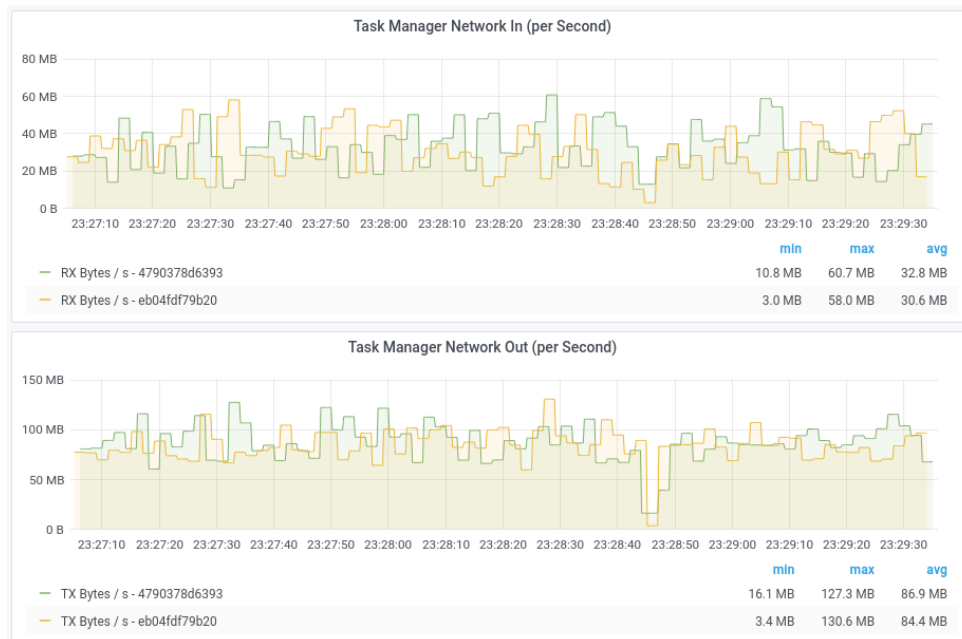 Task Manager Network In (per Second)
80 MB
60 MB
40 MB
20 MB
0 B
23:27:10 23:27:20 23:27:30 23:27:40 23:27:50 23:28:00 23:28:10 23:28:20 23:28:30 23:28:40 23:28:50 23:29:00 23:29:10 23:29:20 23:29:30
min max avg
RX Bytes / s - 4790378d6393 10.8 MB 60.7 MB 32.8 MB
RX Bytes / s - eb04fdf79b20 3.0 MB 58.0 MB 30.6 MB
Task Manager Network Out (per Second)
150 MB
100 MB
50 MB
0 B
23:27:10 23:27:20 23:27:30 23:27:40 23:27:50 23:28:00 23:28:10 23:28:20 23:28:30 23:28:40 23:28:50 23:29:00 23:29:10 23:29:20 23:29:30
min max avg
TX Bytes / s - 4790378d6393 16.1 MB 127.3 MB 86.9 MB
TX Bytes / s - eb04fdf79b20 3.4 MB 130.6 MB 84.4 MB